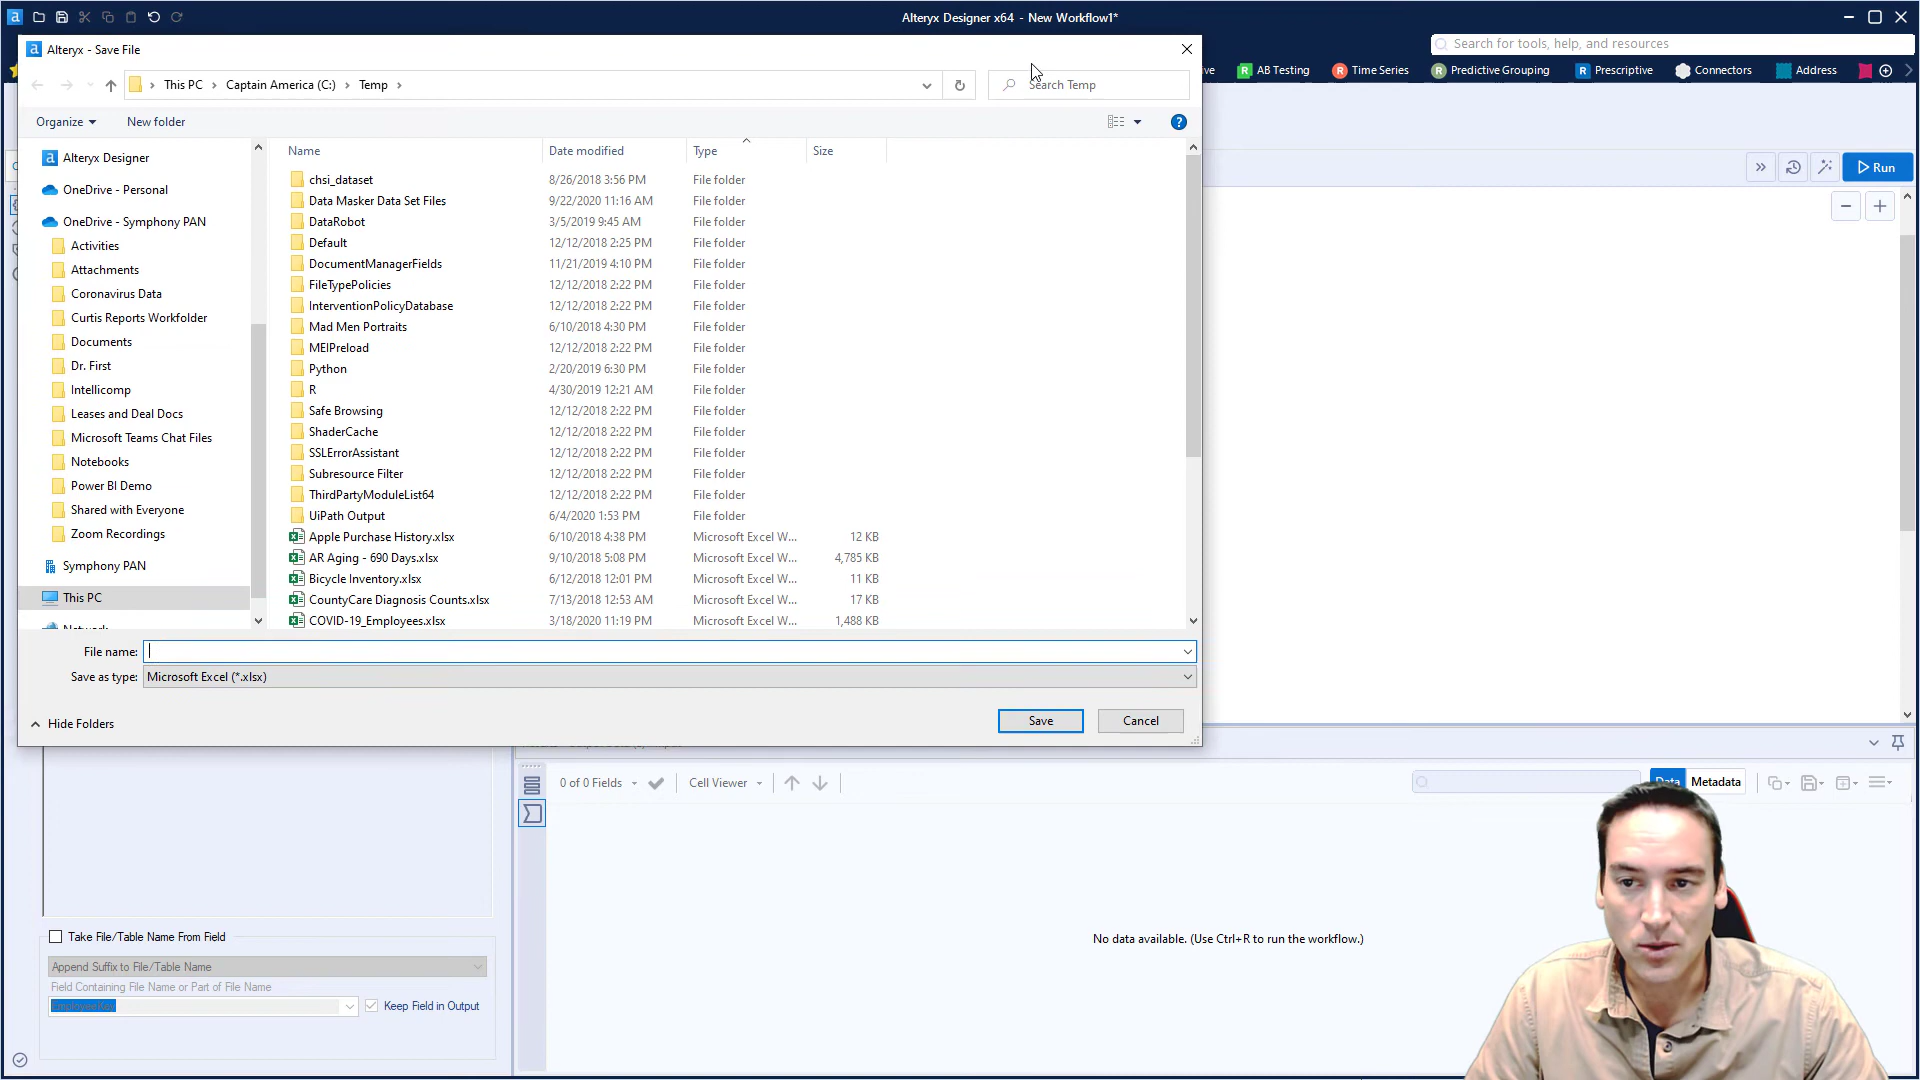 Alteryx Designer x64 - New Workflow1*
Search for tools, help, and resources
Alteryx - Save File
This PC > Captain America (C:) > Temp >
Search Temp
AB Testing
Time Series
Predictive Grouping
Prescriptive
Connectors
Address
Organize
New folder
Run
Name
Date modified
Type
Size
Alteryx Designer
OneDrive - Personal
OneDrive - Symphony PAN
Activities
Attachments
Coronavirus Data
Curtis Reports Workfolder
Documents
Dr. First
Intellicomp
Leases and Deal Docs
Microsoft Teams Chat Files
Notebooks
Power BI Demo
Shared with Everyone
Zoom Recordings
Symphony PAN
This PC
chsi_dataset 8/26/2018 3:56 PM File folder
Data Masker Data Set Files 9/22/2020 11:16 AM File folder
DataRobot 3/5/2019 9:45 AM File folder
Default 12/12/2018 2:25 PM File folder
DocumentManagerFields 11/21/2019 4:10 PM File folder
FileTypePolicies 12/12/2018 2:22 PM File folder
InterventionPolicyDatabase 12/12/2018 2:22 PM File folder
Mad Men Portraits 6/10/2018 4:30 PM File folder
MEIPreload 12/12/2018 2:22 PM File folder
Python 2/20/2019 6:30 PM File folder
R 4/30/2019 12:21 AM File folder
Safe Browsing 12/12/2018 2:22 PM File folder
ShaderCache 12/12/2018 2:22 PM File folder
SSLErrorAssistant 12/12/2018 2:22 PM File folder
Subresource Filter 12/12/2018 2:22 PM File folder
ThirdPartyModuleList64 12/12/2018 2:22 PM File folder
UiPath Output 6/4/2020 1:53 PM File folder
Apple Purchase History.xlsx 6/10/2018 4:38 PM Microsoft Excel W... 12 KB
AR Aging - 690 Days.xlsx 9/10/2018 5:08 PM Microsoft Excel W... 4,785 KB
Bicycle Inventory.xlsx 6/12/2018 12:01 PM Microsoft Excel W... 11 KB
CountyCare Diagnosis Counts.xlsx 7/13/2018 12:53 AM Microsoft Excel W... 17 KB
COVID-19_Employees.xlsx 3/18/2020 11:19 PM Microsoft Excel W... 1,488 KB
File name:
Save as type: Microsoft Excel (*.xlsx)
Hide Folders
Save
Cancel
0 of 0 Fields
Cell Viewer
Data
Metadata
No data available. (Use Ctrl+R to run the workflow.)
Take File/Table Name From Field
Append Suffix to File/Table Name
Field Containing File Name or Part of File Name
Keep Field in Output